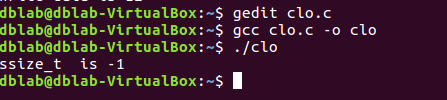 dblab@dblab-VirtualBox:~$ gedit clo.c
dblab@dblab-VirtualBox:~$ gcc clo.c -o clo
dblab@dblab-VirtualBox:~$ ./clo
ssize_t  is -1
dblab@dblab-VirtualBox:~$